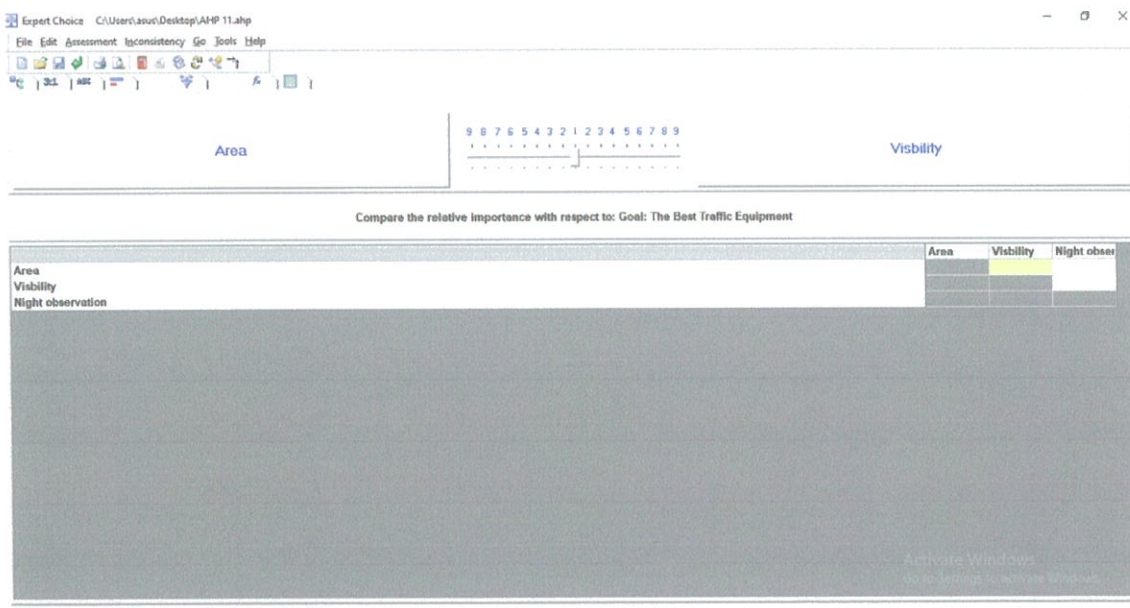 Expert Choice C:\Users\asus\Desktop\AHP 11.ahp
File Edit Assessment Inconsistency Go Tools Help
3:1 ABC
Area
9 8 7 6 5 4 3 2 1 2 3 4 5 6 7 8 9
Visbility
Compare the relative importance with respect to: Goal: The Best Traffic Equipment
Area Visbility Night obser
Area
Visbility
Night observation
Activate Windows
Go to Settings to activate Windows.